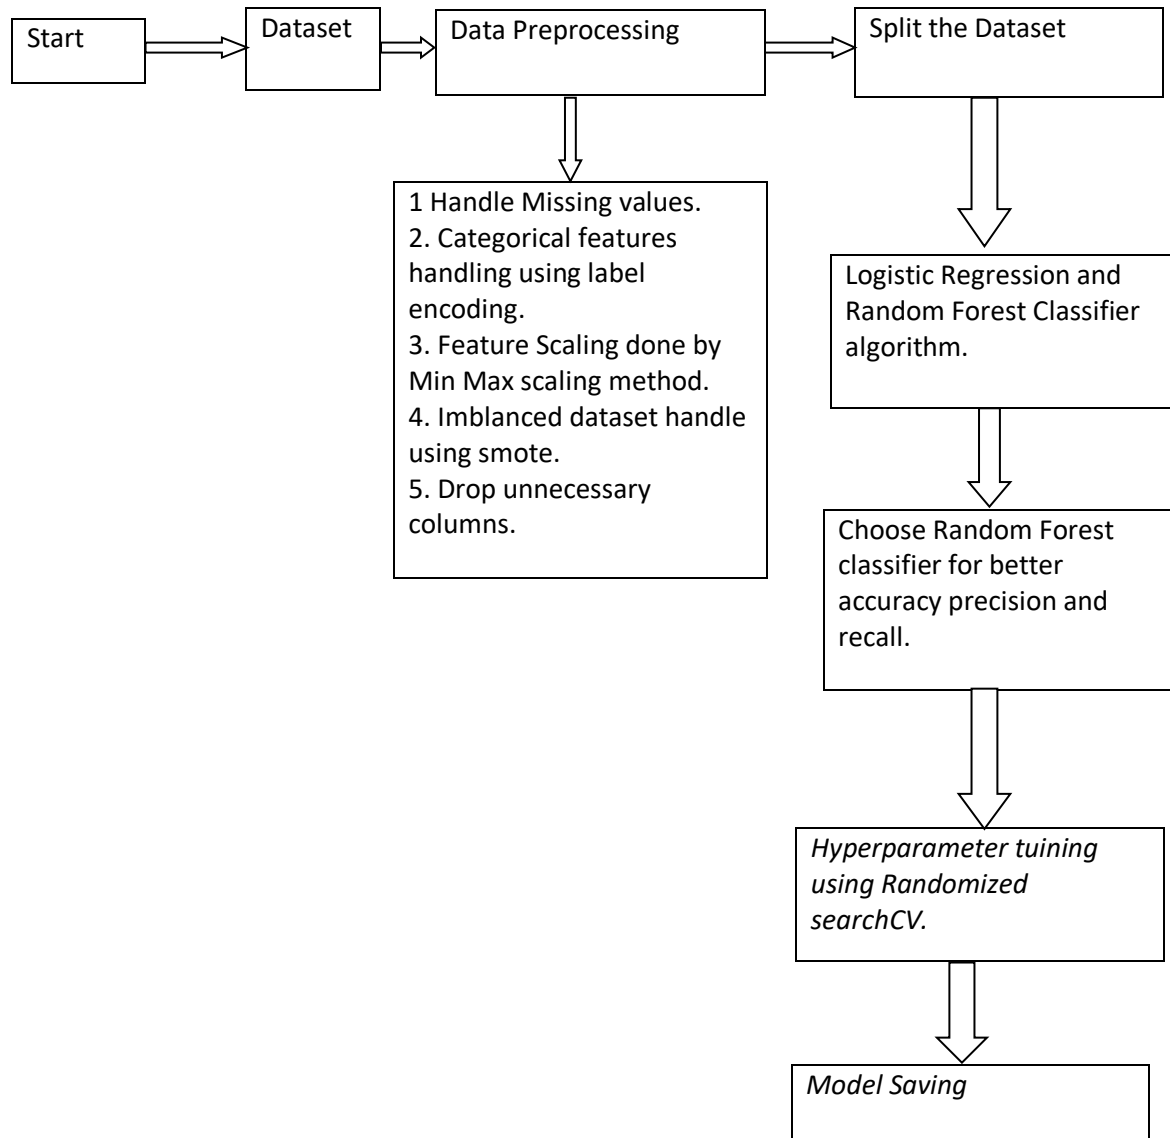 Start
Dataset
Data Preprocessing
Split the Dataset
1 Handle Missing values.
2. Categorical features
handling using label
encoding.
3. Feature Scaling done by
Min Max scaling method.
4. Imblanced dataset handle
using smote.
5. Drop unnecessary
columns.
Logistic Regression and
Random Forest Classifier
algorithm.
Choose Random Forest
classifier for better
accuracy precision and
recall.
Hyperparameter tuining
using Randomized
searchCV.
Model Saving